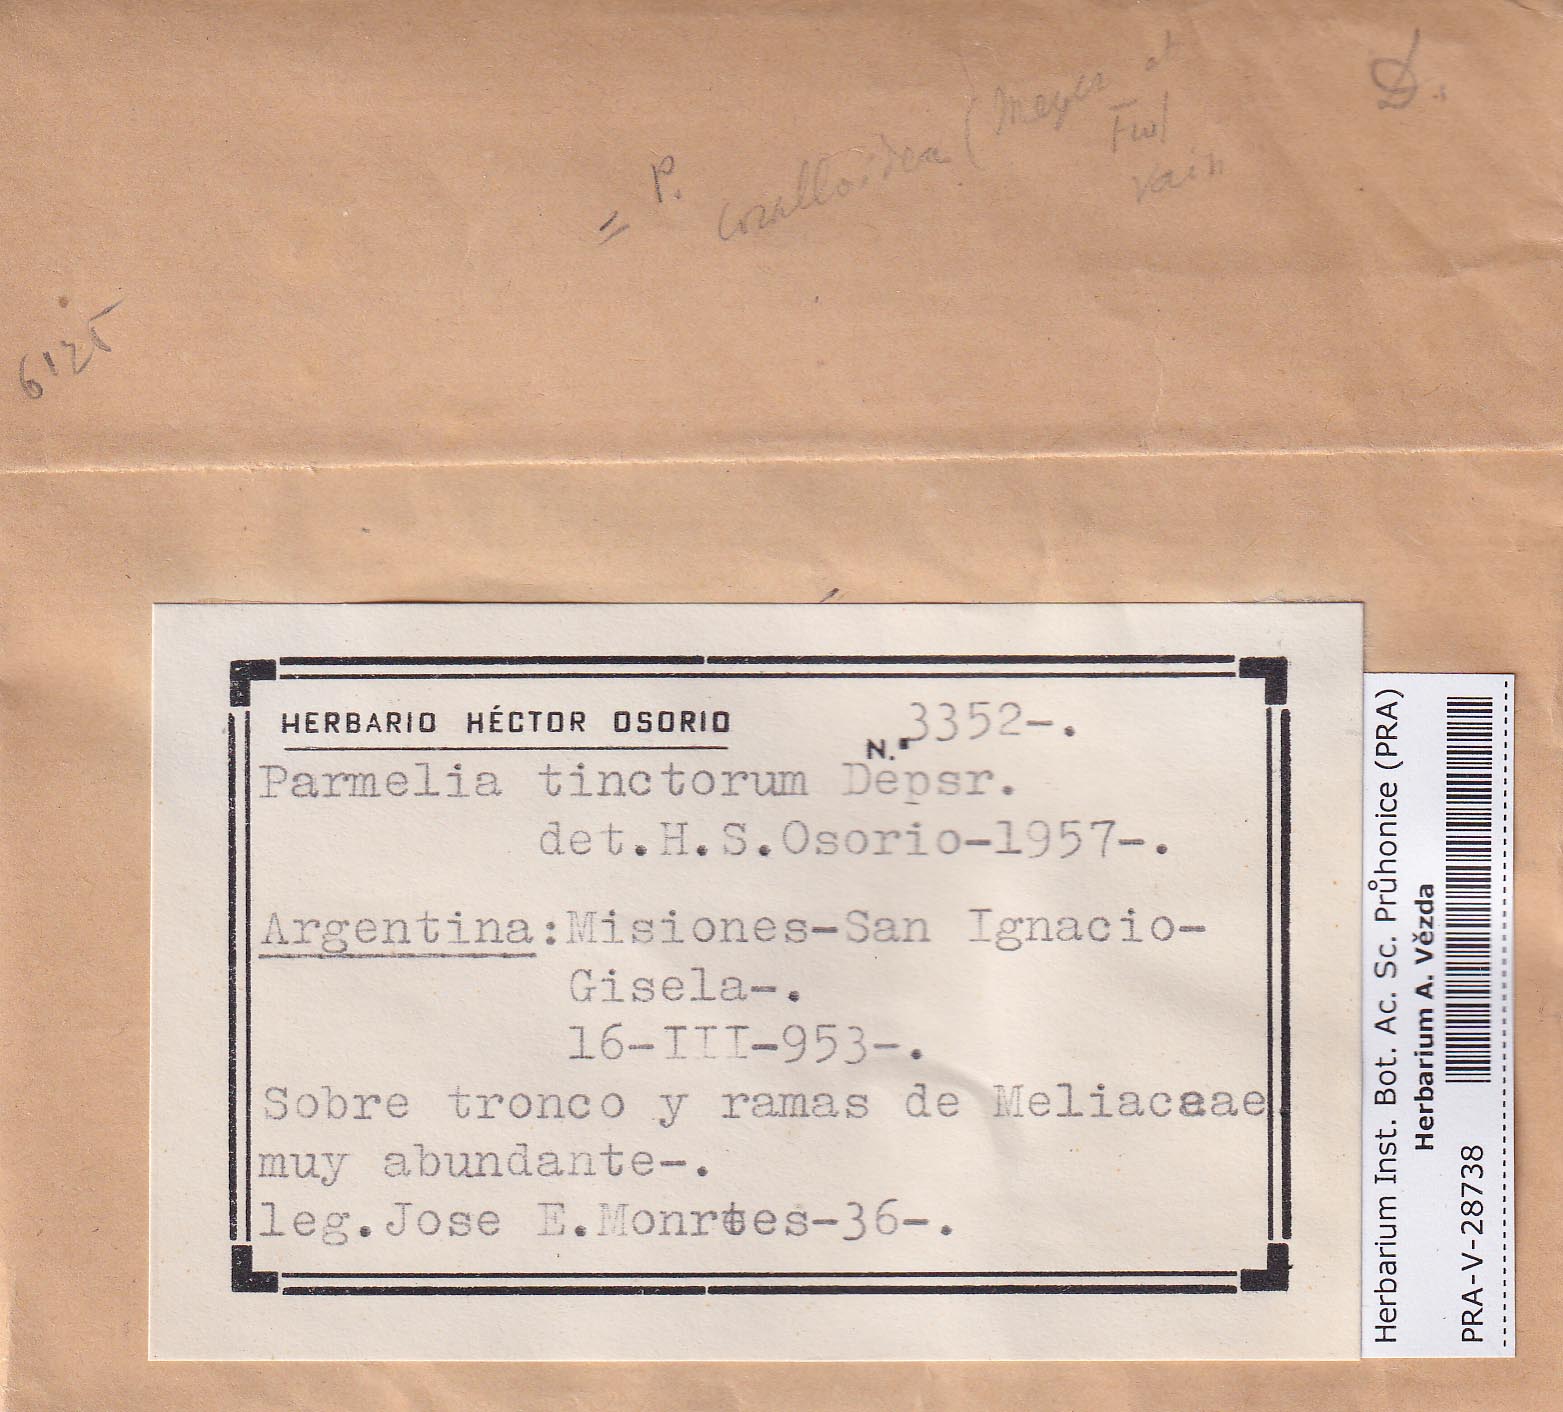 D.
= P. coralloidea (Meyer et
Fw)
Vain
6125
HERBARIO HÉCTOR OSORIO
N.° 3352-.
Parmelia tinctorum Depsr.
det.H.S.Osorio-1957-.
Argentina:Misiones-San Ignacio-
Gisela-.
16-III-953-.
Sobre tronco y ramas de Meliaceae
muy abundante-.
leg.Jose E.Montes-36-.
Herbarium Inst. Bot. Ac. Sc. Průhonice (PRA)
Herbarium A. Vězda
PRA-V-28738